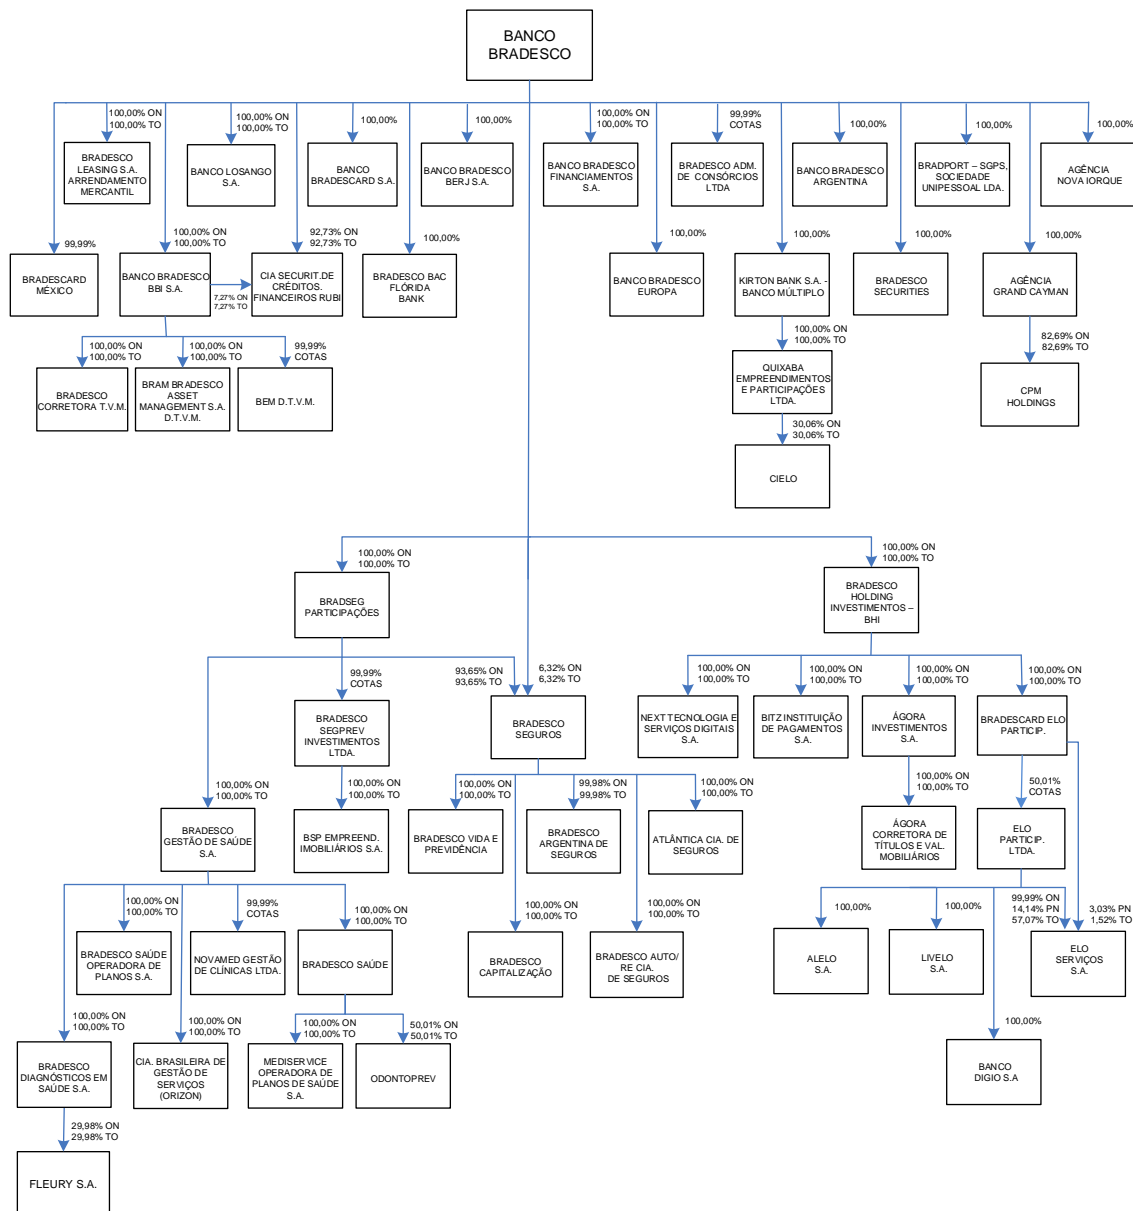 BANCO
BRADESCO
100,00% ON
100,00% TO
BRADESCO
LEASING S.A.
ARRENDAMENTO
MERCANTIL
100,00% ON
100,00% TO
BANCO LOSANGO
S.A.
100,00%
BANCO
BRADESCARD S.A.
100,00%
BANCO BRADESCO
BERJ S.A.
100,00% ON
100,00% TO
BANCO BRADESCO
FINANCIAMENTOS
S.A.
99,99%
COTAS
BRADESCO ADM.
DE CONSÓRCIOS
LTDA
100,00%
BANCO BRADESCO
ARGENTINA
100,00%
BRADPORT – SGPS,
SOCIEDADE
UNIPESSOAL LDA.
100,00%
AGÊNCIA
NOVA IORQUE
99,99%
BRADESCARD
MÉXICO
100,00% ON
100,00% TO
BANCO BRADESCO
BBI S.A.
7,27% ON
7,27% TO
92,73% ON
92,73% TO
CIA SECURIT.DE
CRÉDITOS.
FINANCEIROS RUBI
100,00%
BRADESCO BAC
FLÓRIDA
BANK
100,00%
BANCO BRADESCO
EUROPA
100,00%
KIRTON BANK S.A. -
BANCO MÚLTIPLO
100,00%
BRADESCO
SECURITIES
100,00%
AGÊNCIA
GRAND CAYMAN
100,00% ON
100,00% TO
BRADESCO
CORRETORA T.V.M.
100,00% ON
100,00% TO
BRAM BRADESCO
ASSET
MANAGEMENT S.A.
D.T.V.M.
99,99%
COTAS
BEM D.T.V.M.
100,00% ON
100,00% TO
QUIXABA
EMPREENDIMENTOS
E PARTICIPAÇÕES
LTDA.
82,69% ON
82,69% TO
CPM
HOLDINGS
30,06% ON
30,06% TO
CIELO
100,00% ON
100,00% TO
BRADSEG
PARTICIPAÇÕES
100,00% ON
100,00% TO
BRADESCO
HOLDING
INVESTIMENTOS –
BHI
99,99%
COTAS
BRADESCO
SEGPREV
INVESTIMENTOS
LTDA.
93,65% ON
93,65% TO
6,32% ON
6,32% TO
BRADESCO
SEGUROS
100,00% ON
100,00% TO
NEXT TECNOLOGIA E
SERVIÇOS DIGITAIS
S.A.
100,00% ON
100,00% TO
BITZ INSTITUIÇÃO
DE PAGAMENTOS
S.A.
100,00% ON
100,00% TO
ÁGORA
INVESTIMENTOS
S.A.
100,00% ON
100,00% TO
BRADESCARD ELO
PARTICIP.
100,00% ON
100,00% TO
BRADESCO
GESTÃO DE SAÚDE
S.A.
100,00% ON
100,00% TO
BSP EMPREEND.
IMOBILIÁRIOS S.A.
100,00% ON
100,00% TO
BRADESCO VIDA E
PREVIDÊNCIA
99,98% ON
99,98% TO
BRADESCO
ARGENTINA DE
SEGUROS
100,00% ON
100,00% TO
ATLÂNTICA CIA. DE
SEGUROS
100,00% ON
100,00% TO
ÁGORA
CORRETORA DE
TÍTULOS E VAL.
MOBILIÁRIOS
50,01%
COTAS
ELO
PARTICIP.
LTDA.
100,00% ON
100,00% TO
BRADESCO SAÚDE
OPERADORA DE
PLANOS S.A.
99,99%
COTAS
NOVAMED GESTÃO
DE CLÍNICAS LTDA.
100,00% ON
100,00% TO
BRADESCO SAÚDE
100,00% ON
100,00% TO
BRADESCO
CAPITALIZAÇÃO
100,00% ON
100,00% TO
BRADESCO AUTO/
RE CIA.
DE SEGUROS
100,00%
ALELO
S.A.
100,00%
LIVELO
S.A.
99,99% ON
14,14% PN
57,07% TO
3,03% PN
1,52% TO
ELO
SERVIÇOS
S.A.
100,00% ON
100,00% TO
BRADESCO
DIAGNÓSTICOS EM
SAÚDE S.A.
100,00% ON
100,00% TO
CIA. BRASILEIRA DE
GESTÃO DE
SERVIÇOS
(ORIZON)
100,00% ON
100,00% TO
MEDISERVICE
OPERADORA DE
PLANOS DE SAÚDE
S.A.
50,01% ON
50,01% TO
ODONTOPREV
100,00%
BANCO
DIGIO S.A
29,98% ON
29,98% TO
FLEURY S.A.